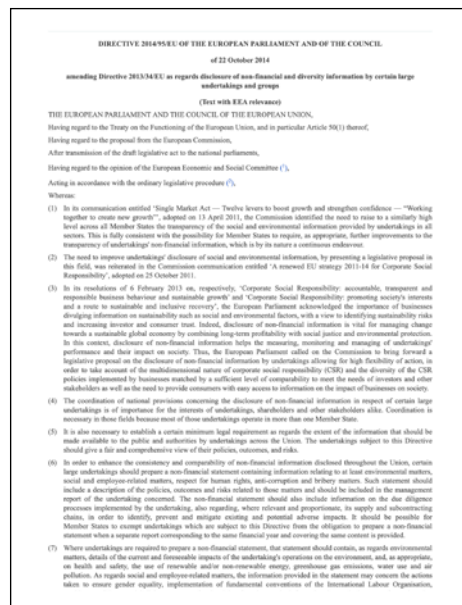 DIRECTIVE 2014/95/EU OF THE EUROPEAN PARLIAMENT AND OF THE COUNCIL
of 22 October 2014
amending Directive 2013/34/EU as regards disclosure of non-financial and diversity information by certain large
undertakings and groups
(Text with EEA relevance)
THE EUROPEAN PARLIAMENT AND THE COUNCIL OF THE EUROPEAN UNION,
Having regard to the Treaty on the Functioning of the European Union, and in particular Article 50(1) thereof,
Having regard to the proposal from the European Commission,
After transmission of the draft legislative act to the national parliaments,
Having regard to the opinion of the European Economic and Social Committee (¹),
Acting in accordance with the ordinary legislative procedure (²),
Whereas:
(1) In its communication entitled 'Single Market Act — Twelve levers to boost growth and strengthen confidence — "Working
together to create new growth"', adopted on 13 April 2011, the Commission identified the need to raise to a similarly high
level across all Member States the transparency of the social and environmental information provided by undertakings in all
sectors. This is fully consistent with the possibility for Member States to require, as appropriate, further improvements to the
transparency of undertakings' non-financial information, which is by its nature a continuous endeavour.
(2) The need to improve undertakings' disclosure of social and environmental information, by presenting a legislative proposal in
this field, was reiterated in the Commission communication entitled 'A renewed EU strategy 2011-14 for Corporate Social
Responsibility', adopted on 25 October 2011.
(3) In its resolutions of 6 February 2013 on, respectively, 'Corporate Social Responsibility: accountable, transparent and
responsible business behaviour and sustainable growth' and 'Corporate Social Responsibility: promoting society's interests
and a route to sustainable and inclusive recovery', the European Parliament acknowledged the importance of businesses
divulging information on sustainability such as social and environmental factors, with a view to identifying sustainability risks
and increasing investor and consumer trust. Indeed, disclosure of non-financial information is vital for managing change
towards a sustainable global economy by combining long-term profitability with social justice and environmental protection.
In this context, disclosure of non-financial information helps the measuring, monitoring and managing of undertakings'
performance and their impact on society. Thus, the European Parliament called on the Commission to bring forward a
legislative proposal on the disclosure of non-financial information by undertakings allowing for high flexibility of action, in
order to take account of the multidimensional nature of corporate social responsibility (CSR) and the diversity of the CSR
policies implemented by businesses matched by a sufficient level of comparability to meet the needs of investors and other
stakeholders as well as the need to provide consumers with easy access to information on the impact of businesses on society.
(4) The coordination of national provisions concerning the disclosure of non-financial information in respect of certain large
undertakings is of importance for the interests of undertakings, shareholders and other stakeholders alike. Coordination is
necessary in those fields because most of those undertakings operate in more than one Member State.
(5) It is also necessary to establish a certain minimum legal requirement as regards the extent of the information that should be
made available to the public and authorities by undertakings across the Union. The undertakings subject to this Directive
should give a fair and comprehensive view of their policies, outcomes, and risks.
(6) In order to enhance the consistency and comparability of non-financial information disclosed throughout the Union, certain
large undertakings should prepare a non-financial statement containing information relating to at least environmental matters,
social and employee-related matters, respect for human rights, anti-corruption and bribery matters. Such statement should
include a description of the policies, outcomes and risks related to those matters and should be included in the management
report of the undertaking concerned. The non-financial statement should also include information on the due diligence
processes implemented by the undertaking, also regarding, where relevant and proportionate, its supply and subcontracting
chains, in order to identify, prevent and mitigate existing and potential adverse impacts. It should be possible for
Member States to exempt undertakings which are subject to this Directive from the obligation to prepare a non-financial
statement when a separate report corresponding to the same financial year and covering the same content is provided.
(7) Where undertakings are required to prepare a non-financial statement, that statement should contain, as regards environmental
matters, details of the current and foreseeable impacts of the undertaking's operations on the environment, and, as appropriate,
on health and safety, the use of renewable and/or non-renewable energy, greenhouse gas emissions, water use and air
pollution. As regards social and employee-related matters, the information provided in the statement may concern the actions
taken to ensure gender equality, implementation of fundamental conventions of the International Labour Organisation,